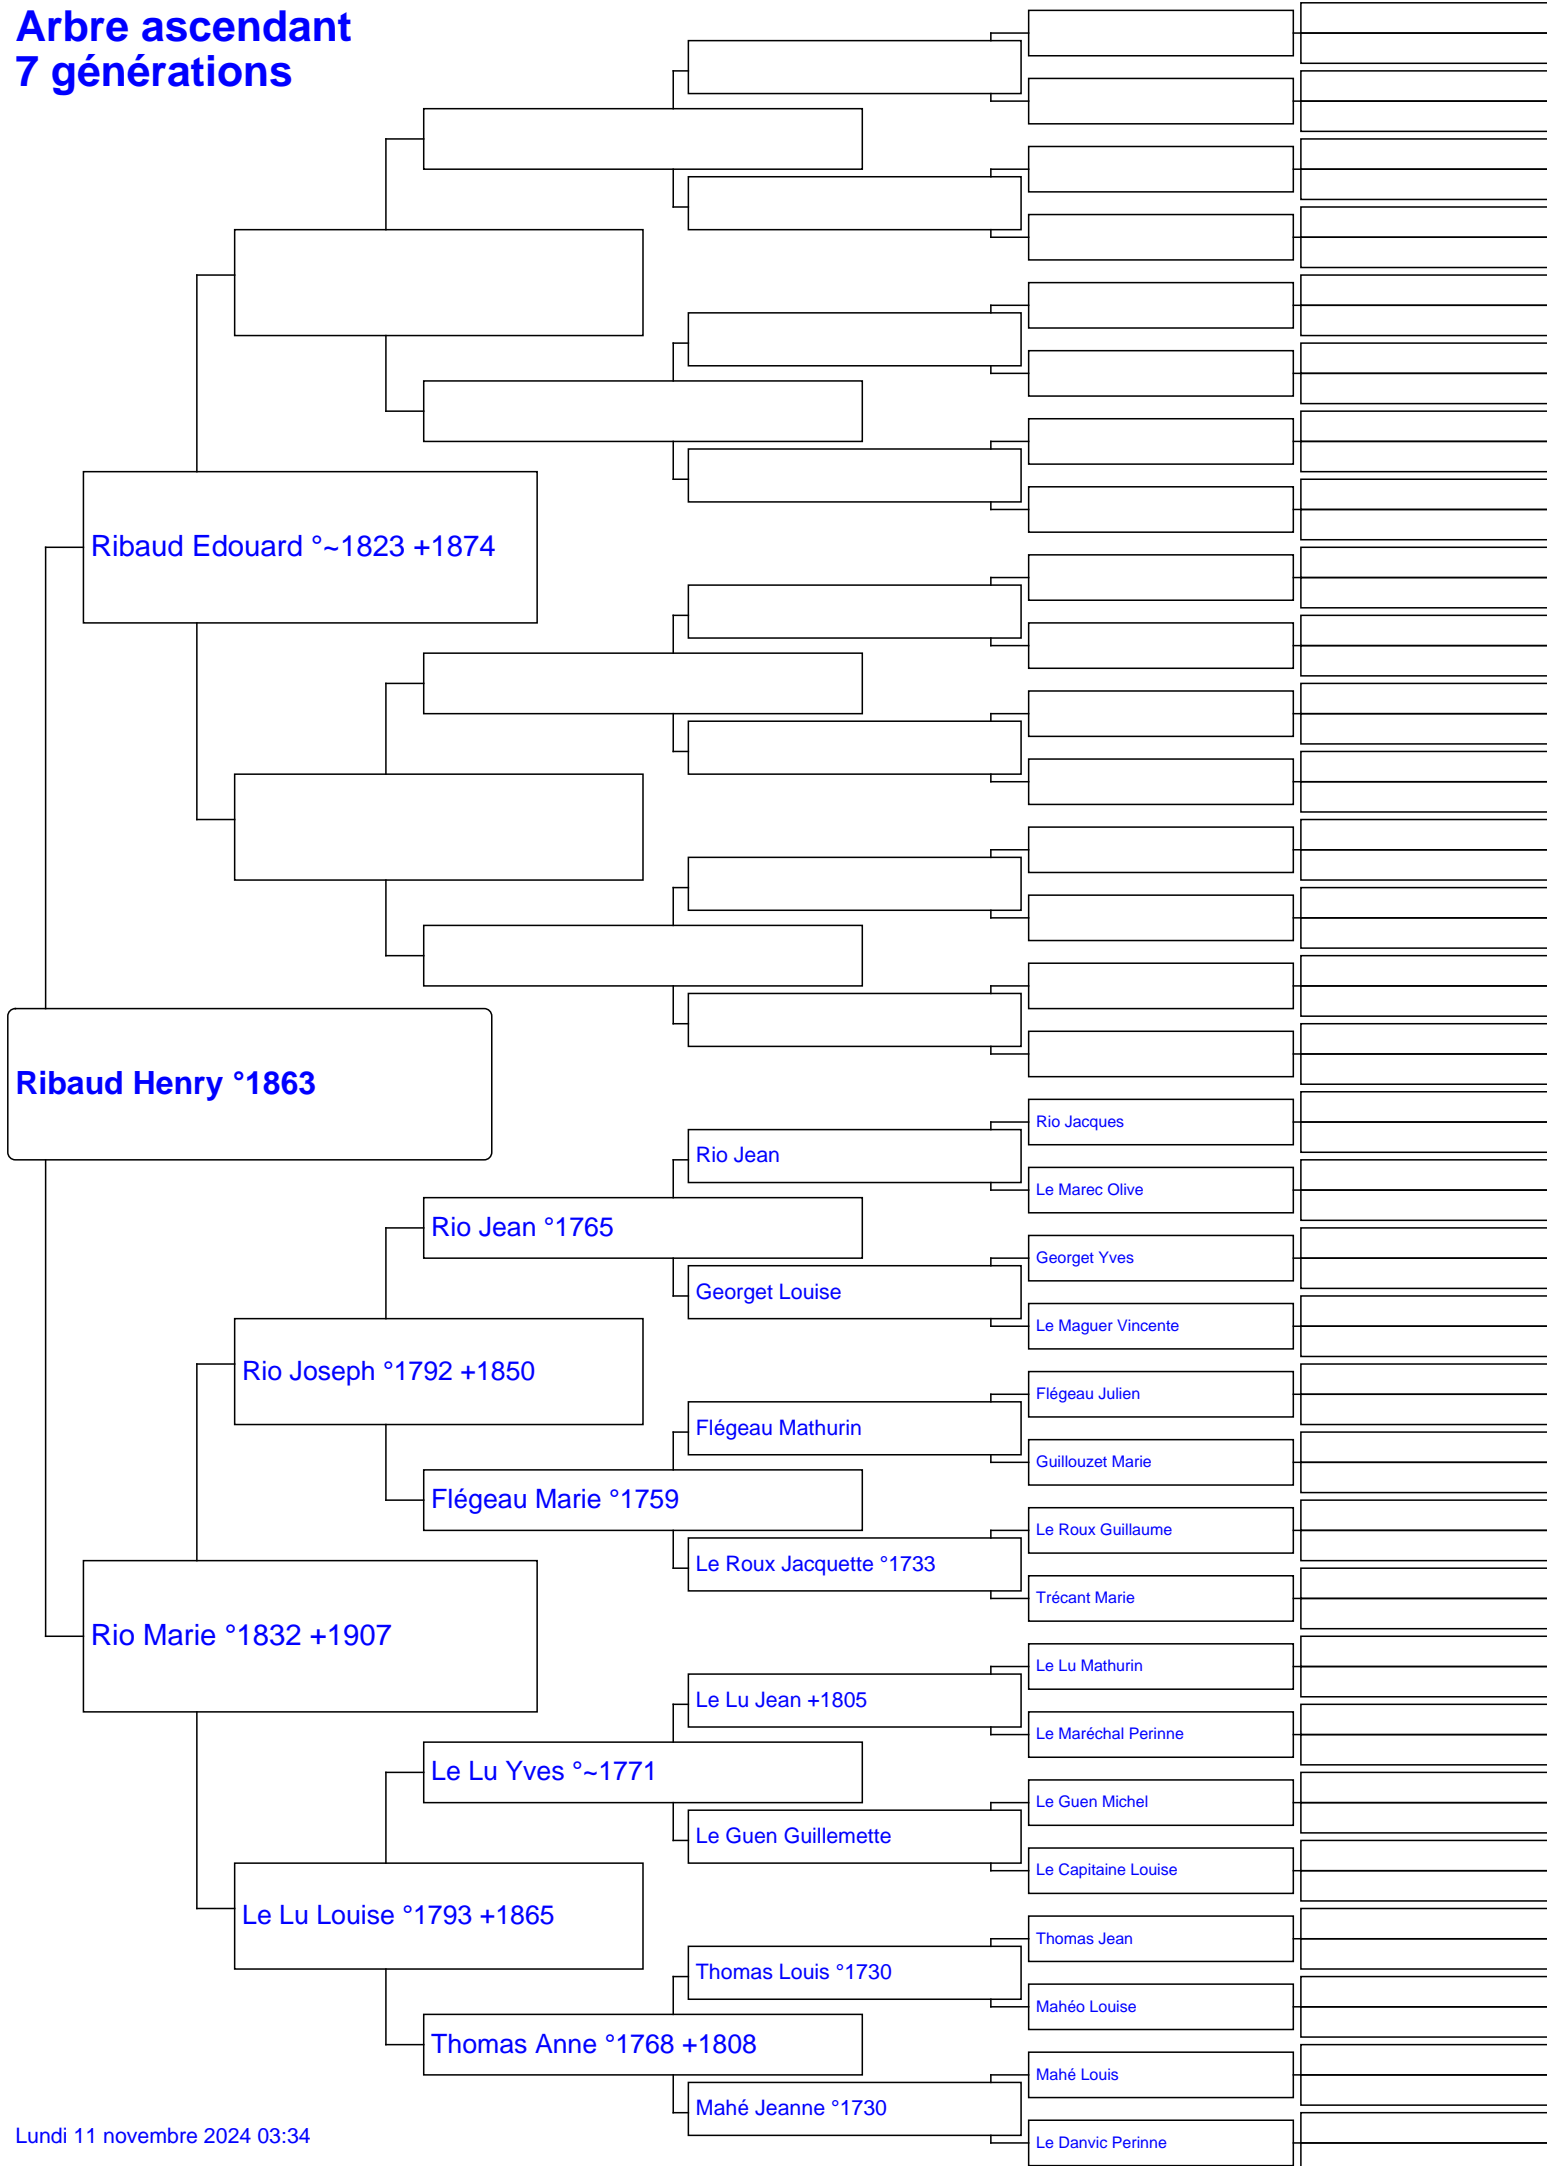 Arbre ascendant
7 générations
Ribaud Edouard °~1823 +1874
Ribaud Henry °1863
Rio Jacques
Rio Jean
Le Marec Olive
Rio Jean °1765
Georget Yves
Georget Louise
Le Maguer Vincente
Rio Joseph °1792 +1850
Flégeau Julien
Flégeau Mathurin
Guillouzet Marie
Flégeau Marie °1759
Le Roux Guillaume
Le Roux Jacquette °1733
Trécant Marie
Rio Marie °1832 +1907
Le Lu Mathurin
Le Lu Jean +1805
Le Maréchal Perinne
Le Lu Yves °~1771
Le Guen Michel
Le Guen Guillemette
Le Capitaine Louise
Le Lu Louise °1793 +1865
Thomas Jean
Thomas Louis °1730
Mahéo Louise
Thomas Anne °1768 +1808
Mahé Louis
Mahé Jeanne °1730
Le Danvic Perinne
Lundi 11 novembre 2024 03:34